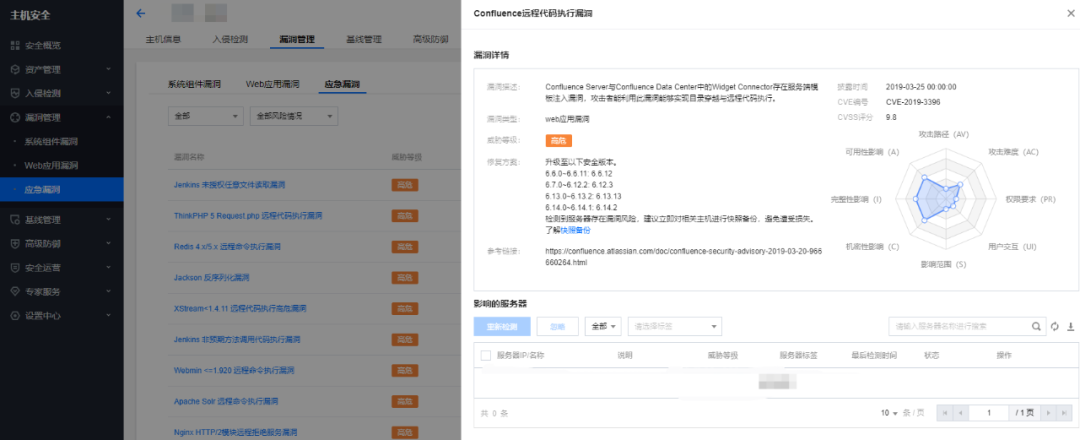 主机安全
安全概览
资产管理
入侵检测
漏洞管理
系统组件漏洞
Web应用漏洞
应急漏洞
基线管理
高级防御
安全运营
专家服务
设置中心
主机信息 入侵检测 漏洞管理 基线管理 高级防御
系统组件漏洞 Web应用漏洞 应急漏洞
全部 全部风险情况
漏洞名称 威胁等级
Jenkins 未授权任意文件读取漏洞 高危
ThinkPHP 5 Request.php 远程代码执行漏洞 高危
Redis 4.x/5.x 远程命令执行漏洞 高危
Jackson 反序列化漏洞 高危
XStream<1.4.11 远程代码执行高危漏洞 高危
Jenkins 非预期方法调用代码执行漏洞 高危
Webmin <=1.920 远程命令执行漏洞 高危
Apache Solr 远程命令执行漏洞 高危
Nginx HTTP/2模块远程拒绝服务漏洞 高危
Confluence远程代码执行漏洞
漏洞详情
漏洞描述: Confluence Server与Confluence Data Center中的Widget Connector存在服务端模
板注入漏洞，攻击者能利用此漏洞能够实现目录穿越与远程代码执行。
漏洞类型: web应用漏洞
威胁等级: 高危
修复方案: 升级至以下安全版本。
6.6.0~6.6.11: 6.6.12
6.7.0~6.12.2: 6.12.3
6.13.0~6.13.2: 6.13.13
6.14.0~6.14.1: 6.14.2
检测到服务器存在漏洞风险，建议立即对相关主机进行快照备份，避免遭受损失。
了解快照备份
参考链接: https://confluence.atlassian.com/doc/confluence-security-advisory-2019-03-20-966
660264.html
披露时间 2019-03-25 00:00:00
CVE编号 CVE-2019-3396
CVSS评分 9.8
攻击路径 (AV)
可用性影响 (A) 攻击难度 (AC)
完整性影响 (I) 权限要求 (PR)
机密性影响 (C) 用户交互 (UI)
影响范围 (S)
影响的服务器
重新检测 忽略 全部 请选择标签 请输入服务器名称进行搜索
服务器IP/名称 说明 威胁等级 服务器标签 最后检测时间 状态 操作
共 0 条 10 条 / 页 1 / 1 页